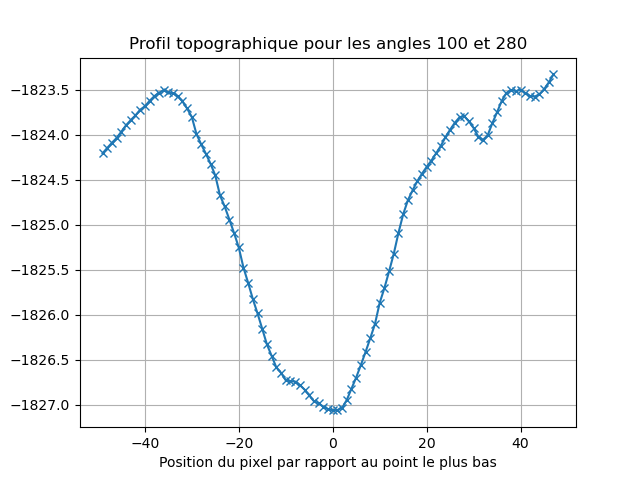 Profil topographique pour les angles 100 et 280
−1823.5
−1824.0
−1824.5
−1825.0
−1825.5
−1826.0
−1826.5
−1827.0
−40 −20 0 20 40
Position du pixel par rapport au point le plus bas